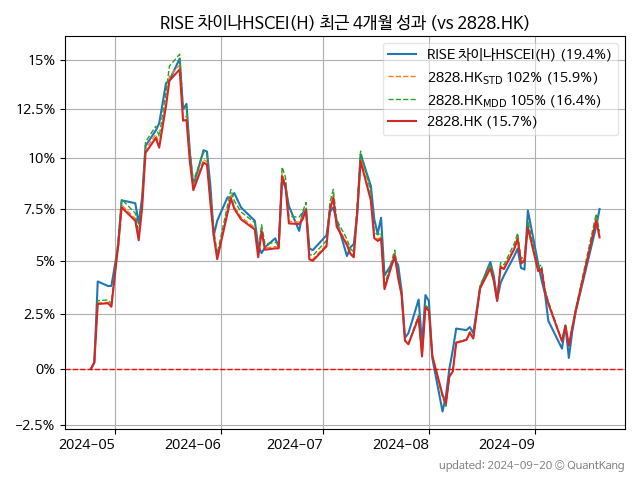 RISE 차이나HSCEI(H) 최근 4개월 성과 (vs 2828.HK)
RISE 차이나HSCEI(H) (19.4%)
2828.HKSTD 102% (15.9%)
2828.HKMDD 105% (16.4%)
2828.HK (15.7%)
15%
12.5%
10%
7.5%
5%
2.5%
0%
−2.5%
2024−05
2024−06
2024−07
2024−08
2024−09
updated: 2024-09-20 @ QuantKang